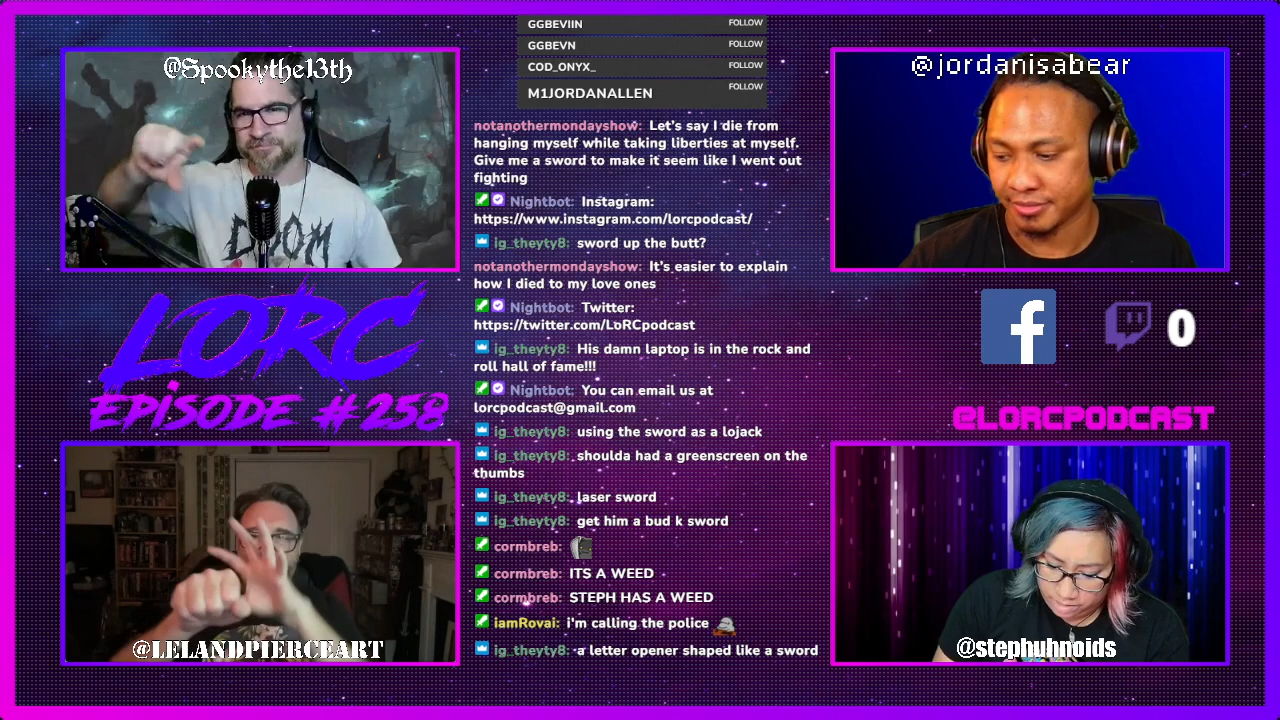 GGBEVIIN FOLLOW
GGBEVN FOLLOW
COD_ONYX_ FOLLOW
M1JORDANALLEN FOLLOW
@Spookythe13th
DOOM
@jordanisabear
notanothermondayshow: Let's say I die from
hanging myself while taking liberties at myself.
Give me a sword to make it seem like I went out
fighting
Nightbot: Instagram:
https://www.instagram.com/lorcpodcast/
ig_theyty8: sword up the butt?
notanothermondayshow: It's easier to explain
how I died to my love ones
Nightbot: Twitter:
https://twitter.com/LoRCpodcast
ig_theyty8: His damn laptop is in the rock and
roll hall of fame!!!
Nightbot: You can email us at
lorcpodcast@gmail.com
ig_theyty8: using the sword as a lojack
ig_theyty8: shoulda had a greenscreen on the
thumbs
ig_theyty8: laser sword
ig_theyty8: get him a bud k sword
cormbreb:
cormbreb: ITS A WEED
cormbreb: STEPH HAS A WEED
iamRovai: i'm calling the police
ig_theyty8: a letter opener shaped like a sword
LORC
EPISODE #258
f
0
@LORCPODCAST
@LELANDPIERCEART
@stephuhnoids